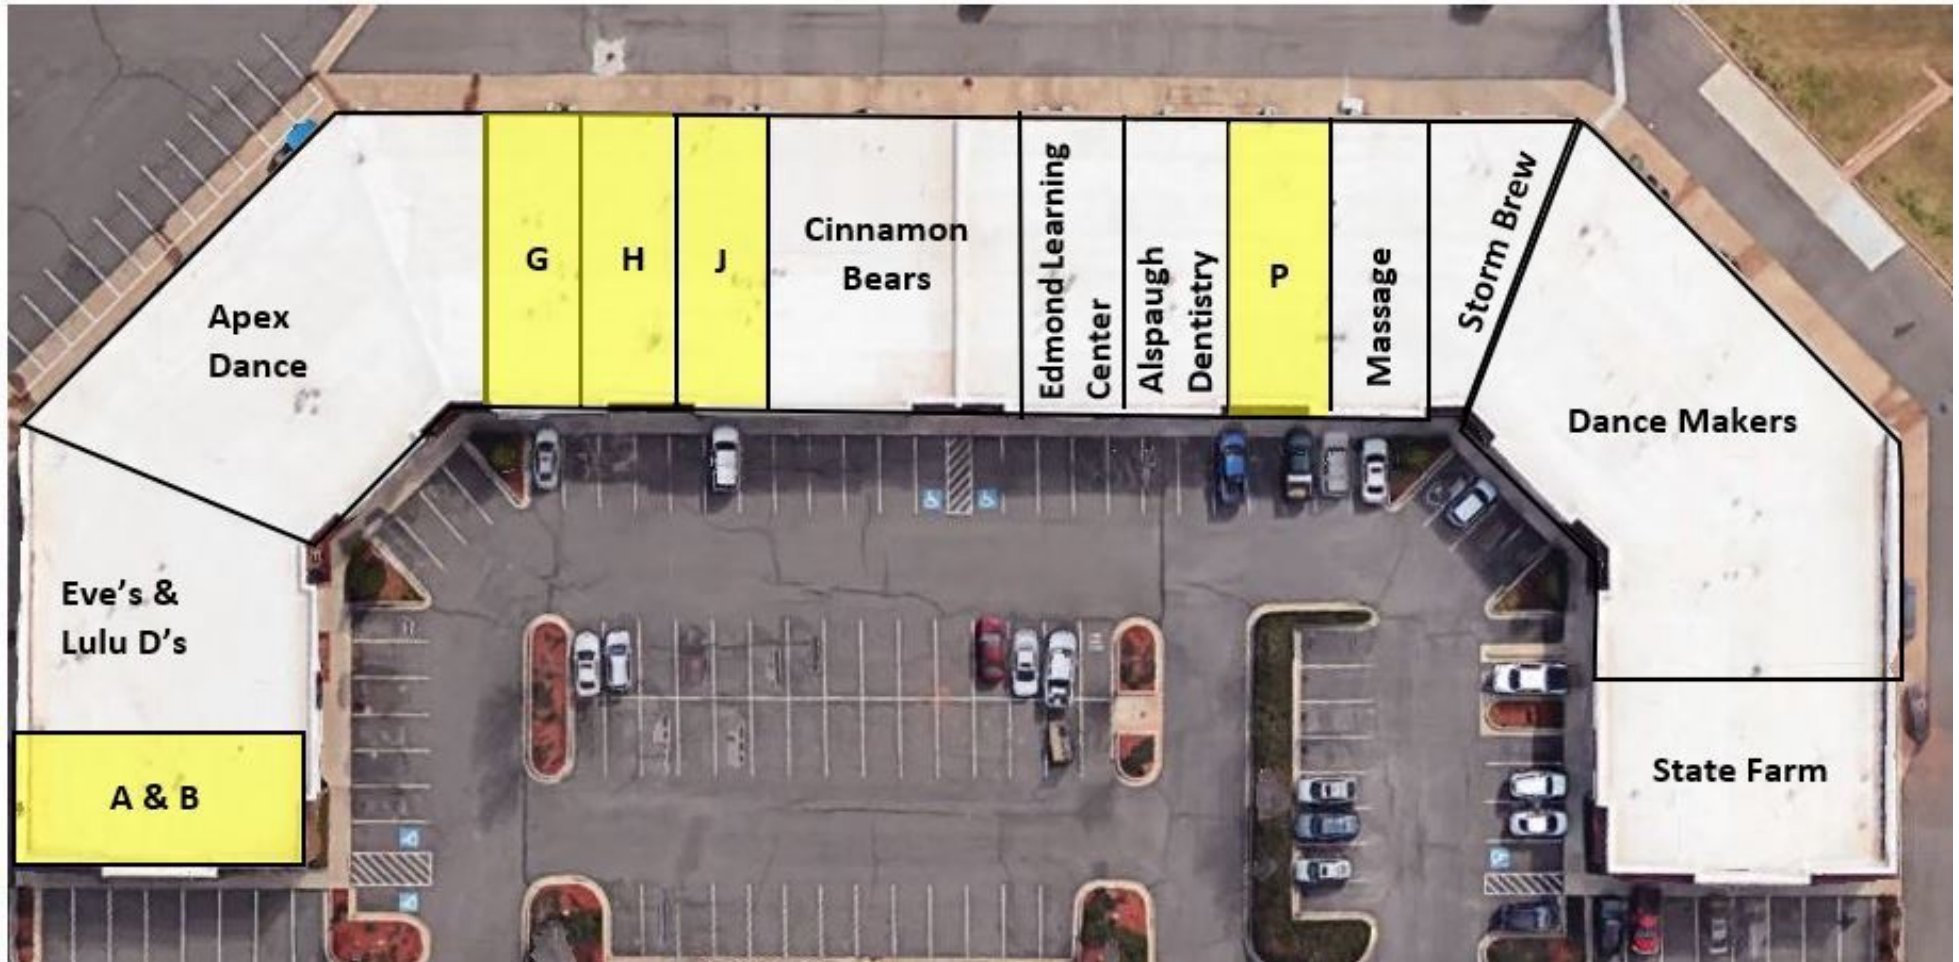 Apex
Dance
G
H
J
Cinnamon
Bears
Edmond Learning
Center
Alspaugh
Dentistry
P
Massage
Storm Brew
Dance Makers
Eve's &
Lulu D's
A & B
State Farm